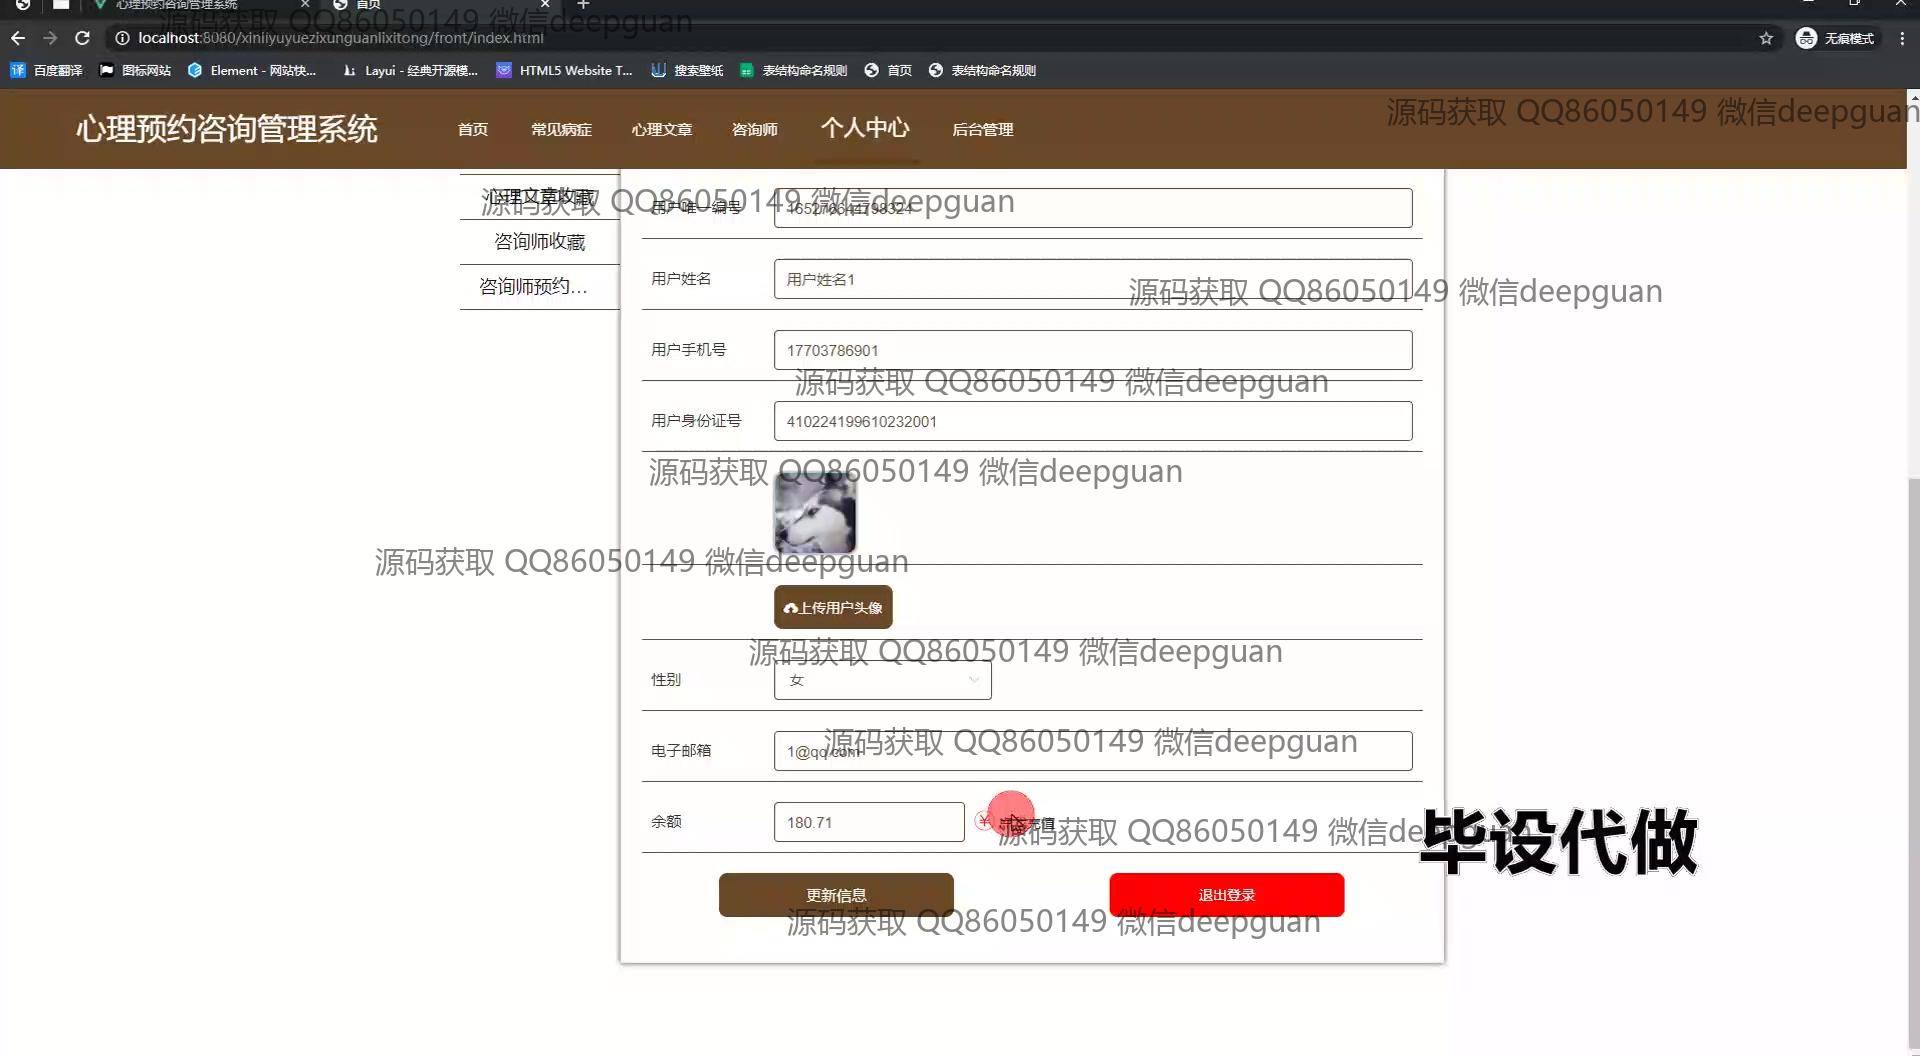 心理预约咨询管理系统
首页
源码获取 QQ86050149 微信deepguan
localhost:8080/xinliyuyuezixunguanlixitong/front/index.html
无痕模式
百度翻译
图标网站
Element - 网站快...
Layui - 经典开源模...
HTML5 Website T...
搜索壁纸
表结构命名规则
首页
表结构命名规则
源码获取 QQ86050149 微信deepguan
心理预约咨询管理系统
首页
常见病症
心理文章
咨询师
个人中心
后台管理
心理文章收藏
源码获取 QQ86050149 微信deepguan
用户唯一编号
165276644798324
咨询师收藏
咨询师预约...
用户姓名
用户姓名1
源码获取 QQ86050149 微信deepguan
用户手机号
17703786901
源码获取 QQ86050149 微信deepguan
用户身份证号
410224199610232001
源码获取 QQ86050149 微信deepguan
源码获取 QQ86050149 微信deepguan
上传用户头像
源码获取 QQ86050149 微信deepguan
性别
女
源码获取 QQ86050149 微信deepguan
电子邮箱
1@qq.com
余额
180.71
充值
源码获取 QQ86050149 微信deepguan
毕设代做
更新信息
退出登录
源码获取 QQ86050149 微信deepguan